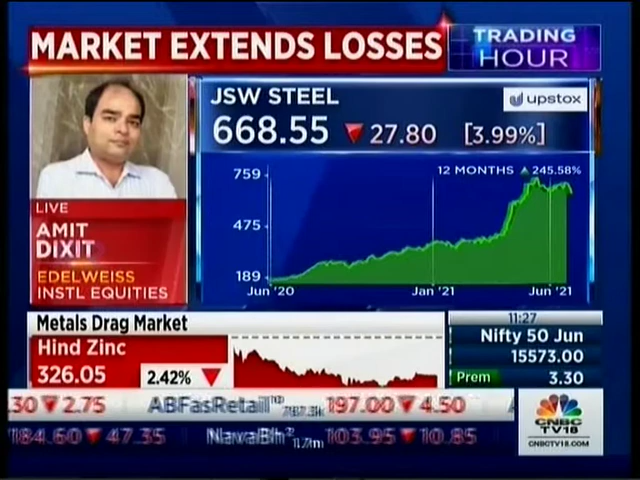 MARKET EXTENDS LOSSES
TRADING
HOUR
JSW STEEL
upstox
668.55 ▼ 27.80 [3.99%]
12 MONTHS ▲ 245.58%
759
475
189
Jun '20 Jan '21 Jun '21
LIVE
AMIT
DIXIT
EDELWEISS
INSTL EQUITIES
Metals Drag Market
Hind Zinc
326.05 2.42% ▼
11:27
Nifty 50 Jun
15573.00
Prem 3.30
.30 ▼ 2.75 ABFasRetail 197.00 ▼ 4.50
184.60 ▼ 47.35 103.95 ▼ 10.85
CNBC
TV18
CNBCTV18.COM